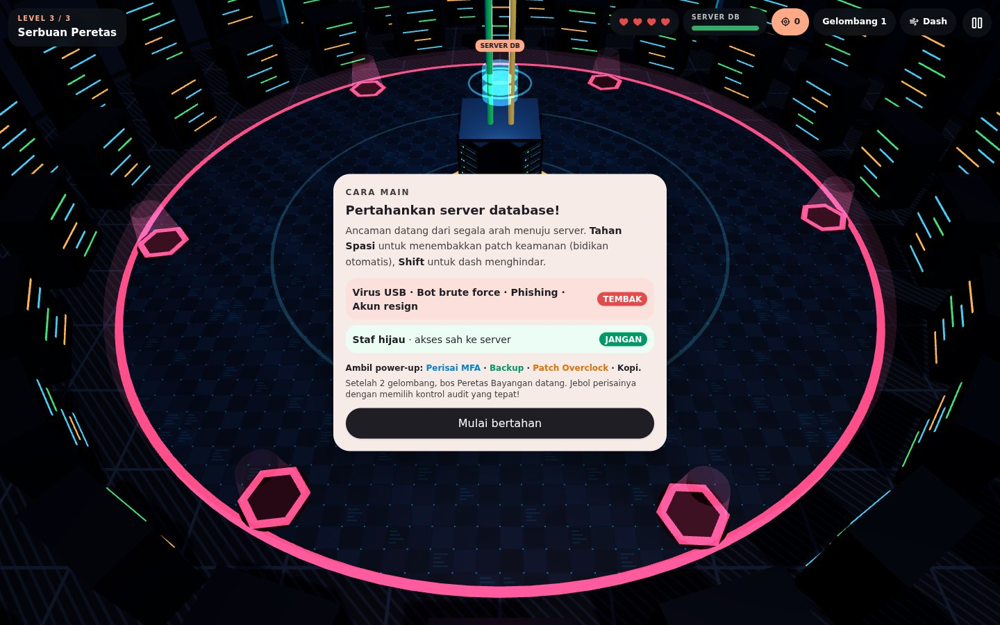 LEVEL 3 / 3
Serbuan Peretas
SERVER DB
0
Gelombang 1
Dash
SERVER DB
CARA MAIN
Pertahankan server database!
Ancaman datang dari segala arah menuju server. Tahan
Spasi untuk menembakkan patch keamanan (bidikan
otomatis), Shift untuk dash menghindar.
Virus USB · Bot brute force · Phishing ·
Akun resign
TEMBAK
Staf hijau · akses sah ke server
JANGAN
Ambil power-up: Perisai MFA · Backup · Patch Overclock · Kopi.
Setelah 2 gelombang, bos Peretas Bayangan datang. Jebol perisainya
dengan memilih kontrol audit yang tepat!
Mulai bertahan